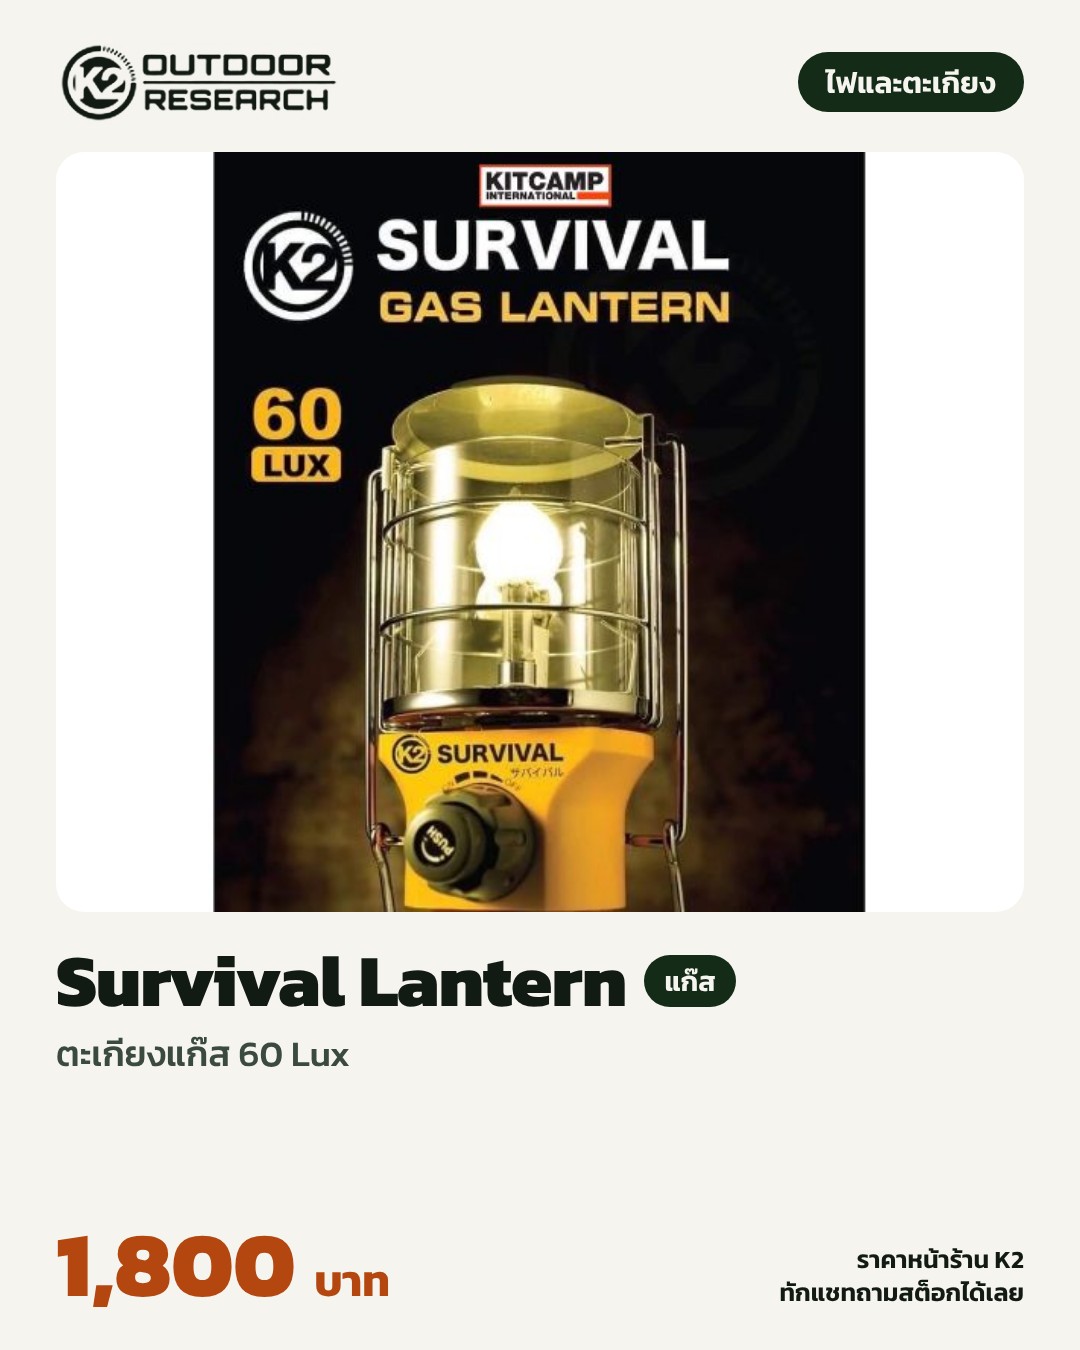 K2 OUTDOOR
RESEARCH
ไฟและตะเกียง
KITCAMP
INTERNATIONAL
K2
SURVIVAL
GAS LANTERN
60
LUX
K2 SURVIVAL
サバイバル
OFF
PUSH
Survival Lantern แก๊ส
ตะเกียงแก๊ส 60 Lux
1,800 บาท
ราคาหน้าร้าน K2
ทักแชทถามสต็อกได้เลย